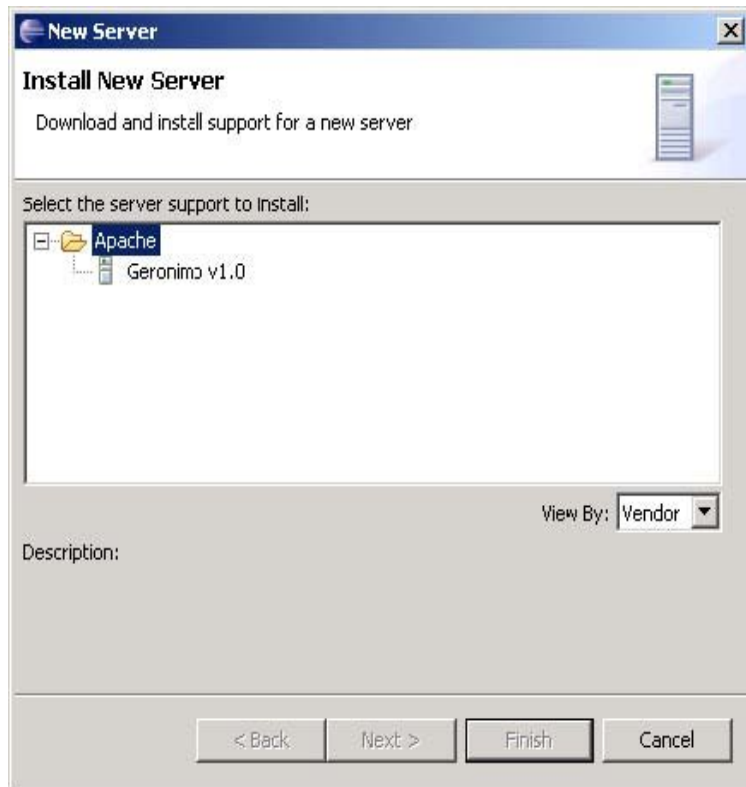 New Server
Install New Server
Download and install support for a new server
Select the server support to install:
Apache
Geronimo v1.0
View By: Vendor
Description:
< Back Next > Finish Cancel